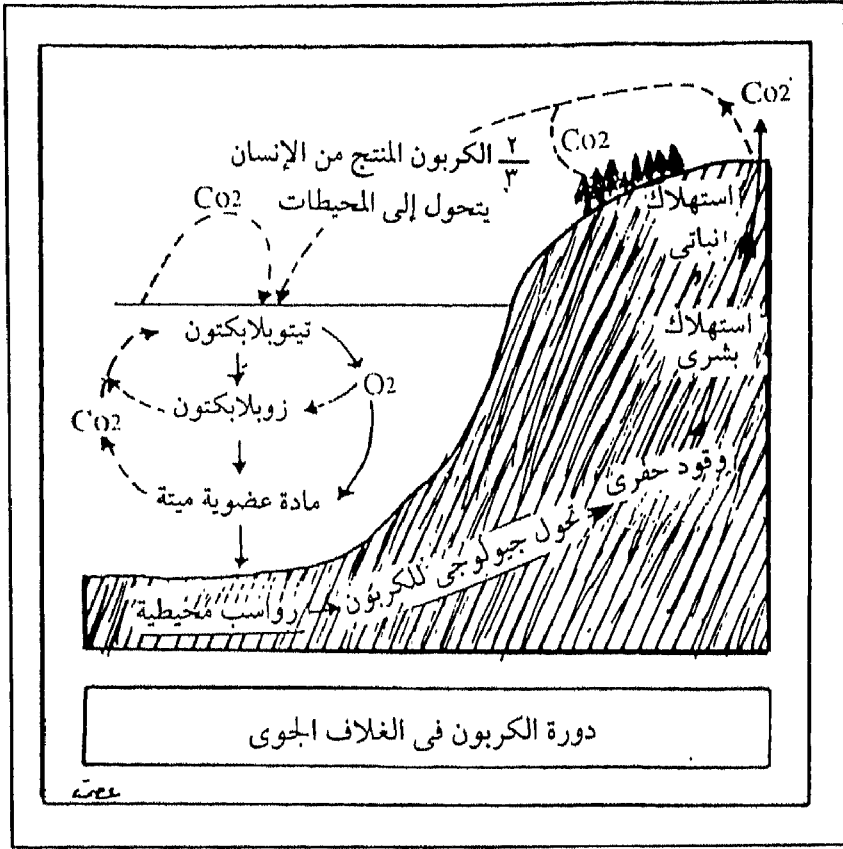 Co2
Co2
٢/٣ الكربون المنتج من الإنسان
يتحول إلى المحيطات
Co2
استهلاك
نباتى
استهلاك
بشرى
تيتوبلابكتون
O2
زوبلابكتون
Co2
مادة عضوية ميتة
وقود حفرى
تحول جيولوجى للكربون
رواسب محيطية
دورة الكربون فى الغلاف الجوى